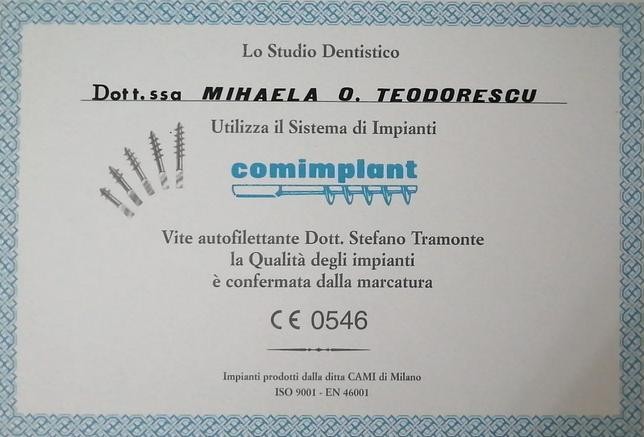 Lo Studio Dentistico
Dott.ssa MIHAELA O. TEODORESCU
Utilizza il Sistema di Impianti
comimplant
Vite autofilettante Dott. Stefano Tramonte
la Qualità degli impianti
è confermata dalla marcatura
CE 0546
Impianti prodotti dalla ditta CAMI di Milano
ISO 9001 - EN 46001